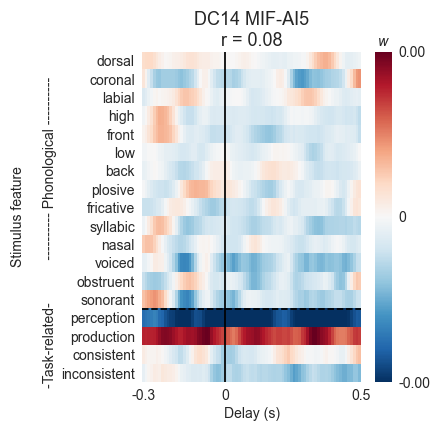 DC14 MIF-AI5
r = 0.08
w
dorsal
coronal
labial
high
front
low
back
plosive
fricative
syllabic
nasal
voiced
obstruent
sonorant
perception
production
consistent
inconsistent
Stimulus feature
-Task-related- ----------- Phonological -----------
0.00
0
-0.00
-0.3
0
0.5
Delay (s)